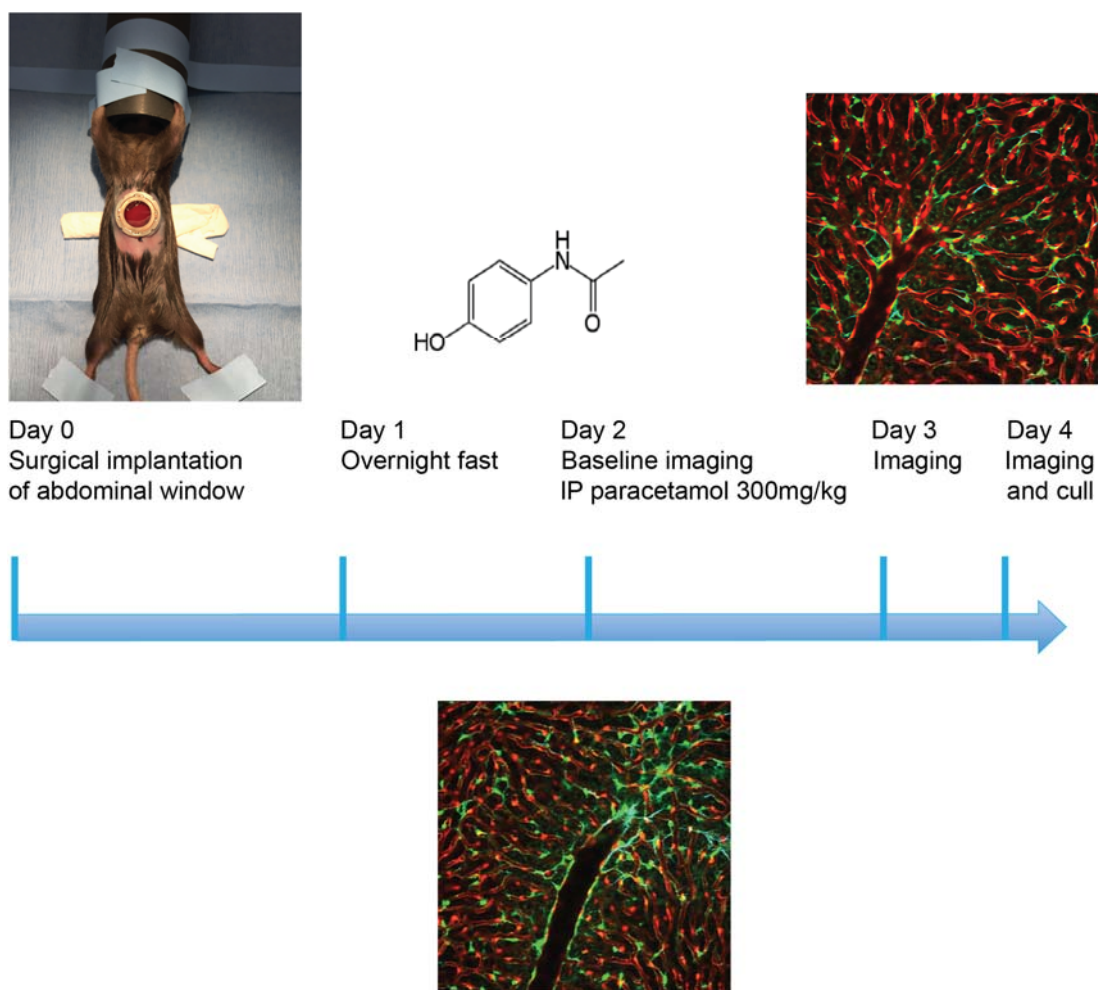 H
N
O
HO
Day 0
Surgical implantation
of abdominal window
Day 1
Overnight fast
Day 2
Baseline imaging
IP paracetamol 300mg/kg
Day 3
Imaging
Day 4
Imaging
and cull